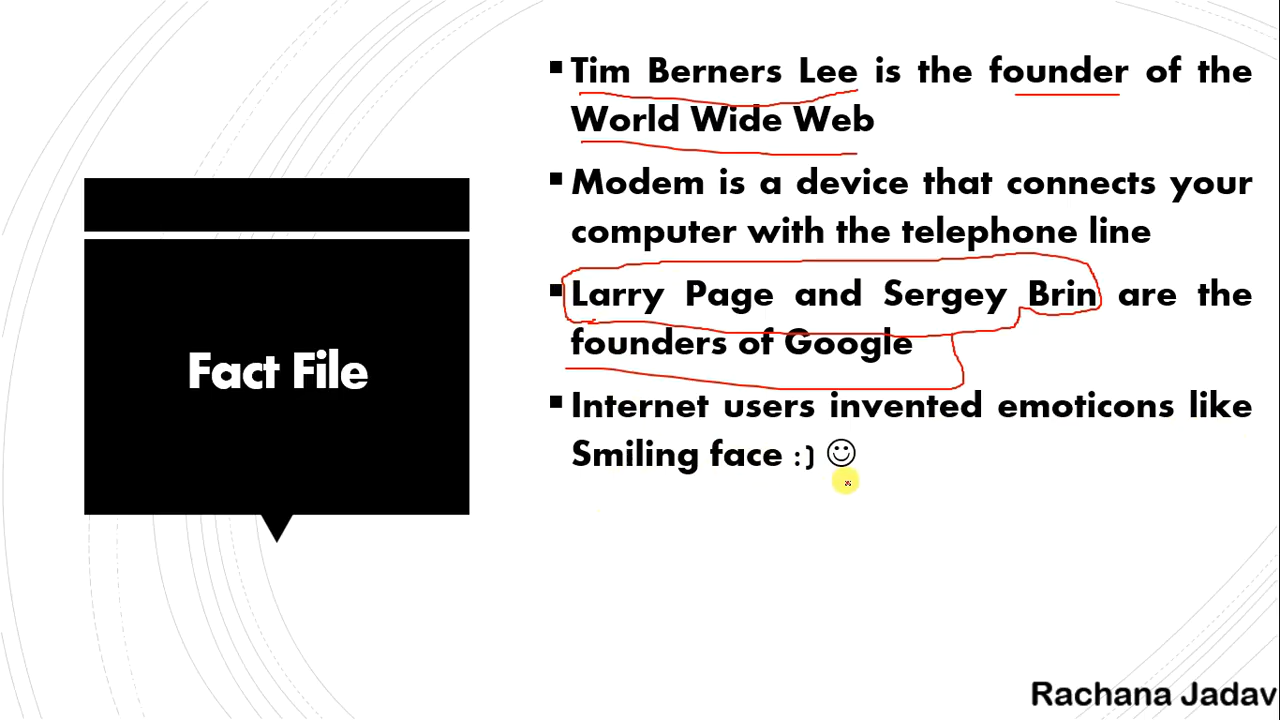 Fact File
Tim Berners Lee is the founder of the
World Wide Web
Modem is a device that connects your
computer with the telephone line
Larry Page and Sergey Brin are the
founders of Google
Internet users invented emoticons like
Smiling face :) ☺
Rachana Jadav